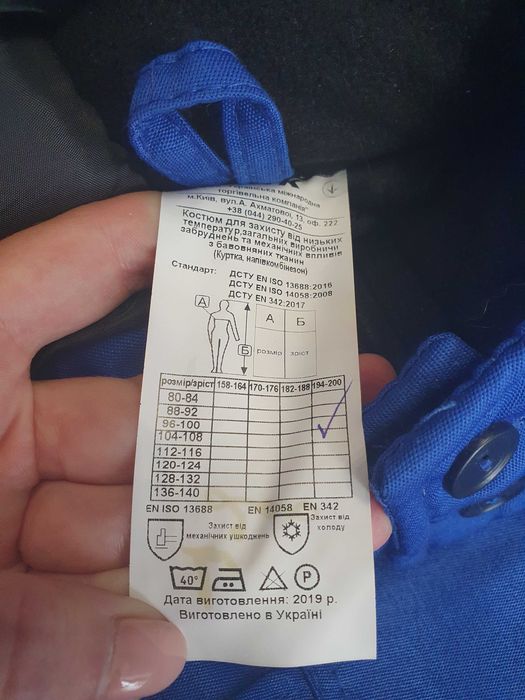 міжнародна
торгівельна компанія"
м.Київ, вул.А. Ахматової, 13, оф. 222
+38 (044) 290-40-25
Костюм для захисту від низьких
температур,загальних виробничи
забруднень та механічних впливів
з бавовняних тканин
(Куртка, напівкомбінезон)
Стандарт: ДСТУ EN ISO 13688:2016
ДСТУ EN ISO 14058:2008
ДСТУ EN 342:2017
А
Б
А Б
розмір зріст
розмір/зріст 158-164 170-176 182-188 194-200
80-84
88-92
96-100
104-108
112-116
120-124
128-132
136-140
EN ISO 13688 EN 14058 EN 342
Захист від
механічних ушкоджень
Захист від
холоду
40° P
Дата виготовлення: 2019 р.
Виготовлено в Україні